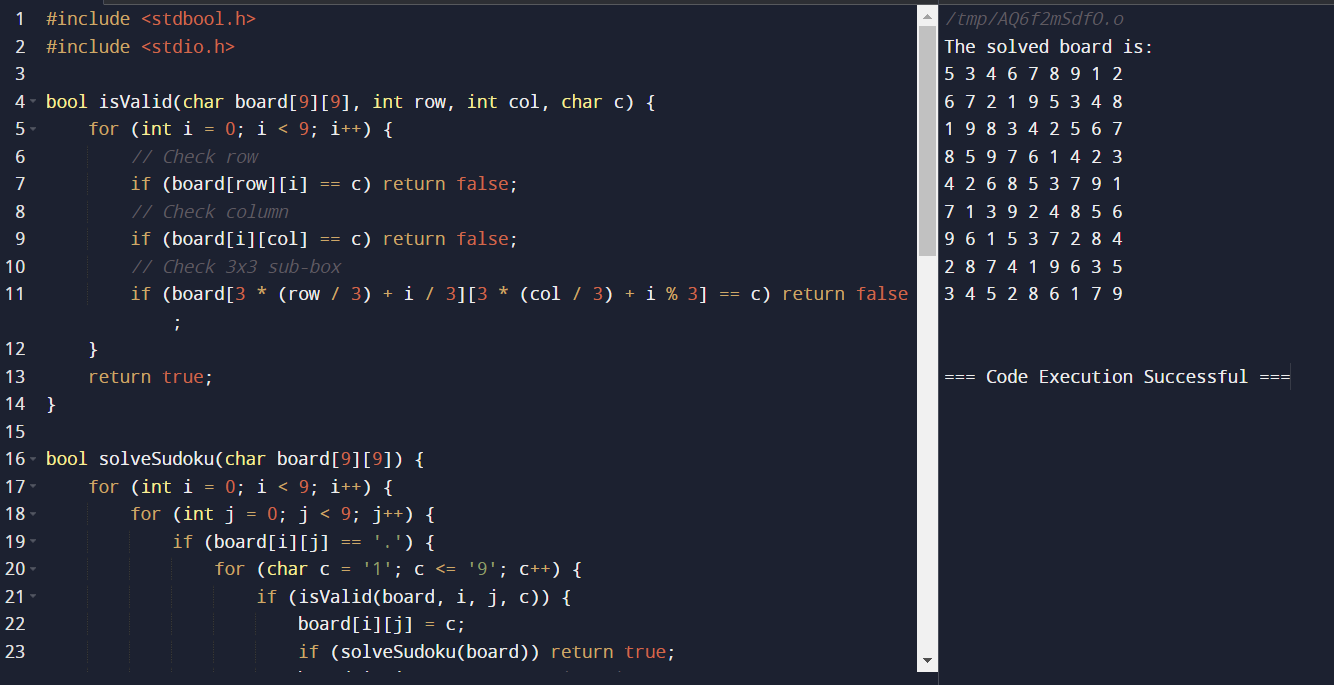 1 #include <stdbool.h>
2 #include <stdio.h>
3
4 bool isValid(char board[9][9], int row, int col, char c) {
5     for (int i = 0; i < 9; i++) {
6         // Check row
7         if (board[row][i] == c) return false;
8         // Check column
9         if (board[i][col] == c) return false;
10         // Check 3x3 sub-box
11         if (board[3 * (row / 3) + i / 3][3 * (col / 3) + i % 3] == c) return false
            ;
12     }
13     return true;
14 }
15
16 bool solveSudoku(char board[9][9]) {
17     for (int i = 0; i < 9; i++) {
18         for (int j = 0; j < 9; j++) {
19             if (board[i][j] == '.') {
20                 for (char c = '1'; c <= '9'; c++) {
21                     if (isValid(board, i, j, c)) {
22                         board[i][j] = c;
23                         if (solveSudoku(board)) return true;
/tmp/AQ6f2mSdfO.o
The solved board is:
5 3 4 6 7 8 9 1 2
6 7 2 1 9 5 3 4 8
1 9 8 3 4 2 5 6 7
8 5 9 7 6 1 4 2 3
4 2 6 8 5 3 7 9 1
7 1 3 9 2 4 8 5 6
9 6 1 5 3 7 2 8 4
2 8 7 4 1 9 6 3 5
3 4 5 2 8 6 1 7 9
=== Code Execution Successful ===